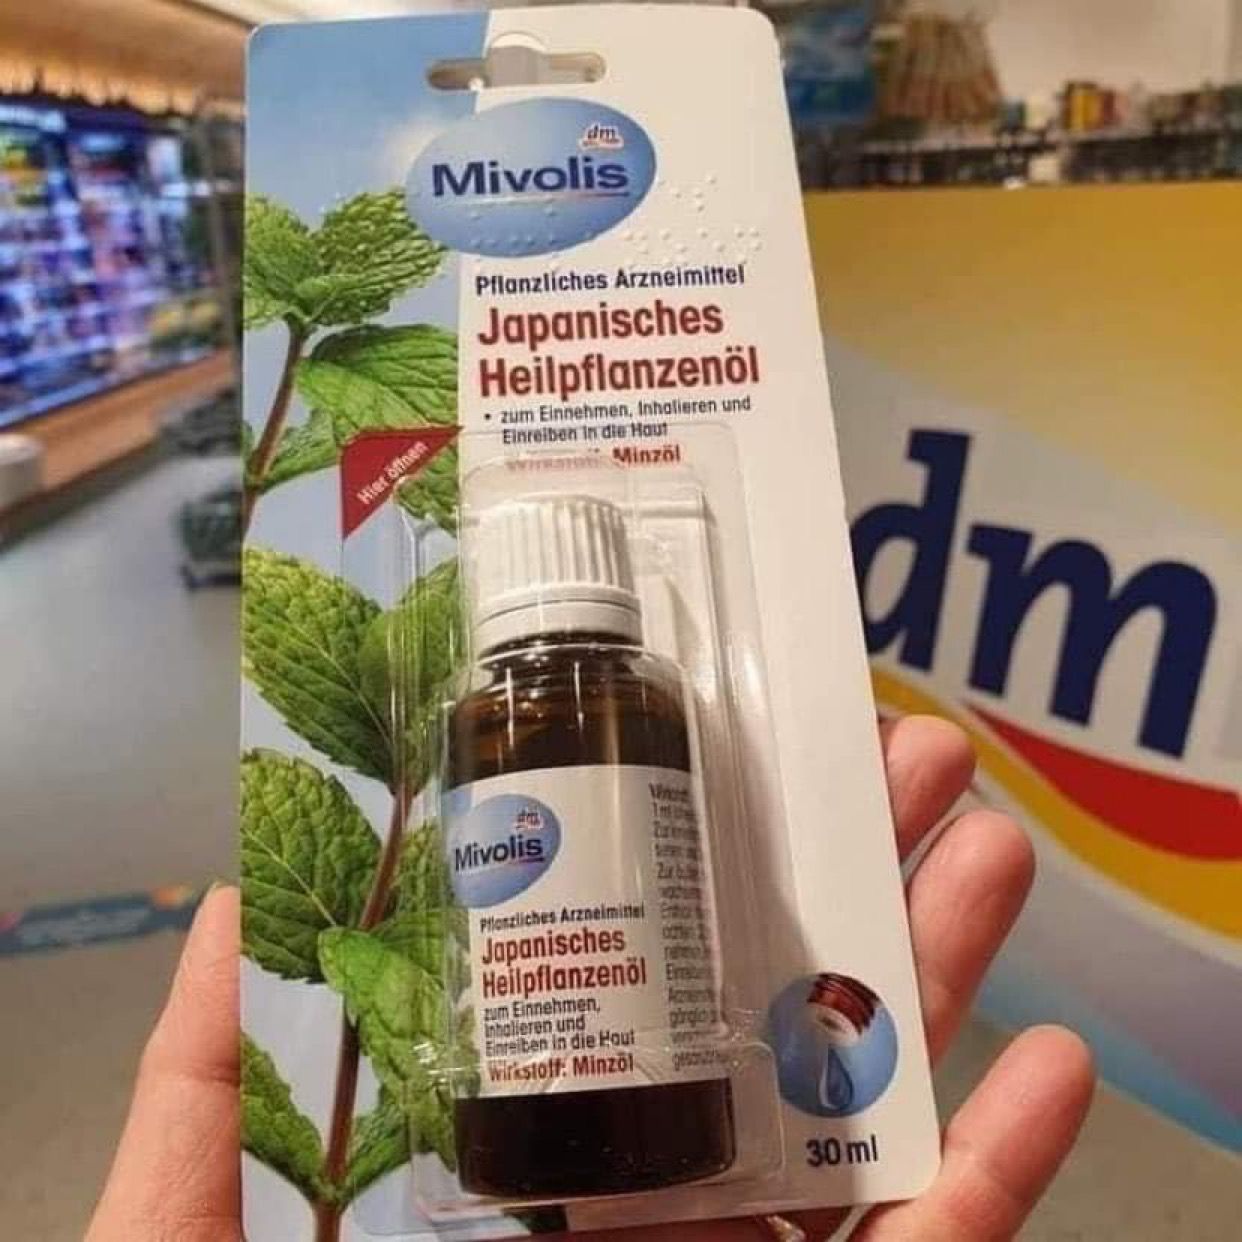 dm
Mivolis
Pflanzliches Arzneimittel
Japanisches
Heilpflanzenöl
• zum Einnehmen, Inhalieren und
Einreiben in die Haut
Wirkstoff: Minzöl
Hier öffnen
dm
Mivolis
Pflanzliches Arzneimittel
Japanisches
Heilpflanzenöl
zum Einnehmen,
Inhalieren und
Einreiben in die Haut
Wirkstoff: Minzöl
30 ml
dm